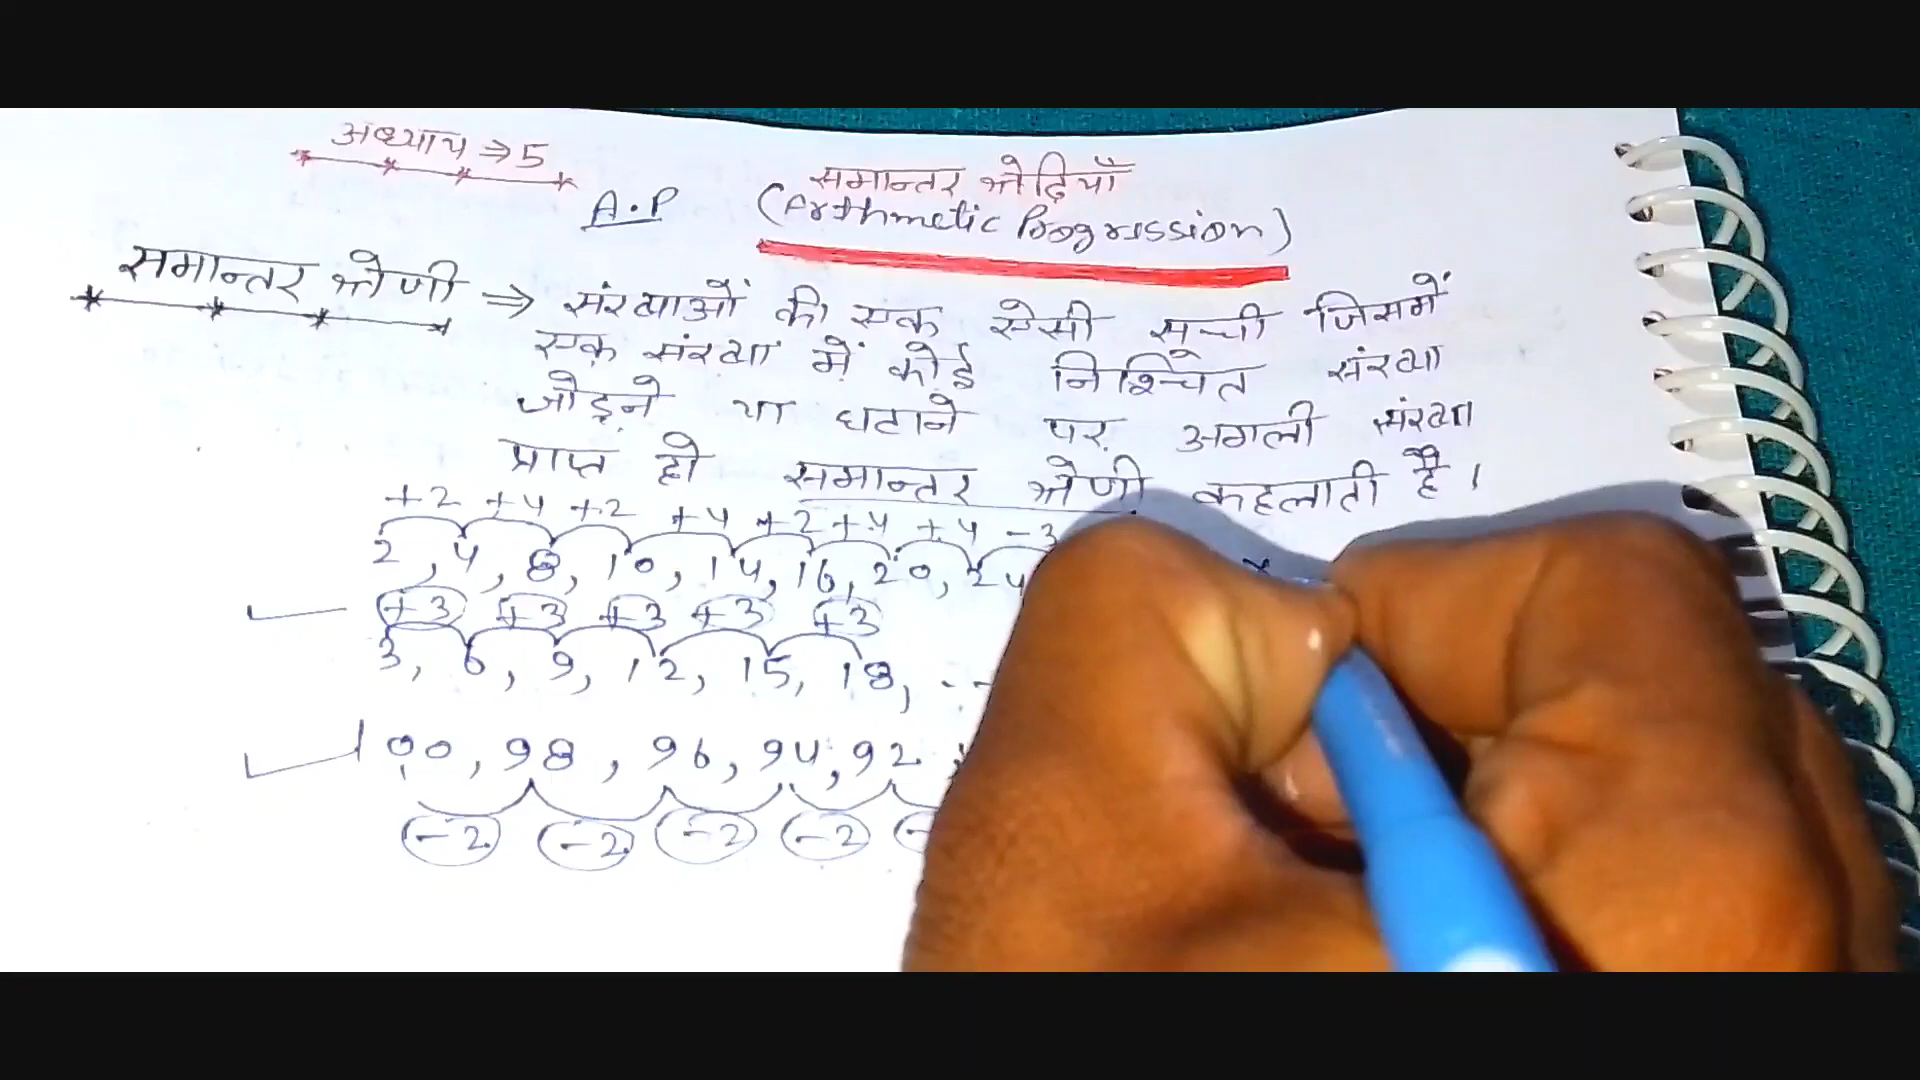 अध्याय ⇒ 5
समान्तर श्रेढ़ियाँ
A.P (Arithmetic Progression)
समान्तर श्रेणी ⇒ संख्याओं की एक ऐसी सूची जिसमें
एक संख्या में कोई निश्चित संख्या
जोड़ने या घटाने पर अगली संख्या
प्राप्त हो समान्तर श्रेणी कहलाती है।
+2 +4 +2 +4 +2 +4 +4 -3
2, 4, 8, 10, 14, 16, 20, 24
+3 +3 +3 +3 +3
3, 6, 9, 12, 15, 18, --
98, 96, 94, 92
-2 -2 -2 -2